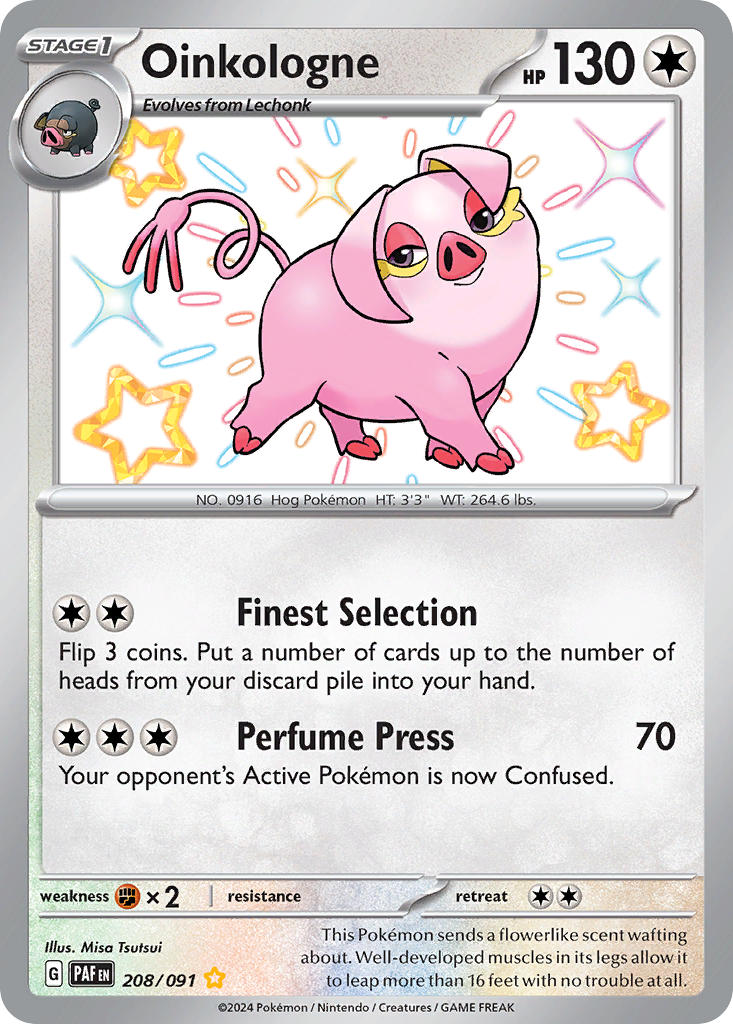 STAGE 1
Oinkologne
HP 130
Evolves from Lechonk
NO. 0916 Hog Pokémon HT: 3'3" WT: 264.6 lbs.
Finest Selection
Flip 3 coins. Put a number of cards up to the number of
heads from your discard pile into your hand.
Perfume Press 70
Your opponent's Active Pokémon is now Confused.
weakness ×2 resistance retreat
Illus. Misa Tsutsui
This Pokémon sends a flowerlike scent wafting
about. Well-developed muscles in its legs allow it
to leap more than 16 feet with no trouble at all.
G PAF EN 208/091
©2024 Pokémon / Nintendo / Creatures / GAME FREAK